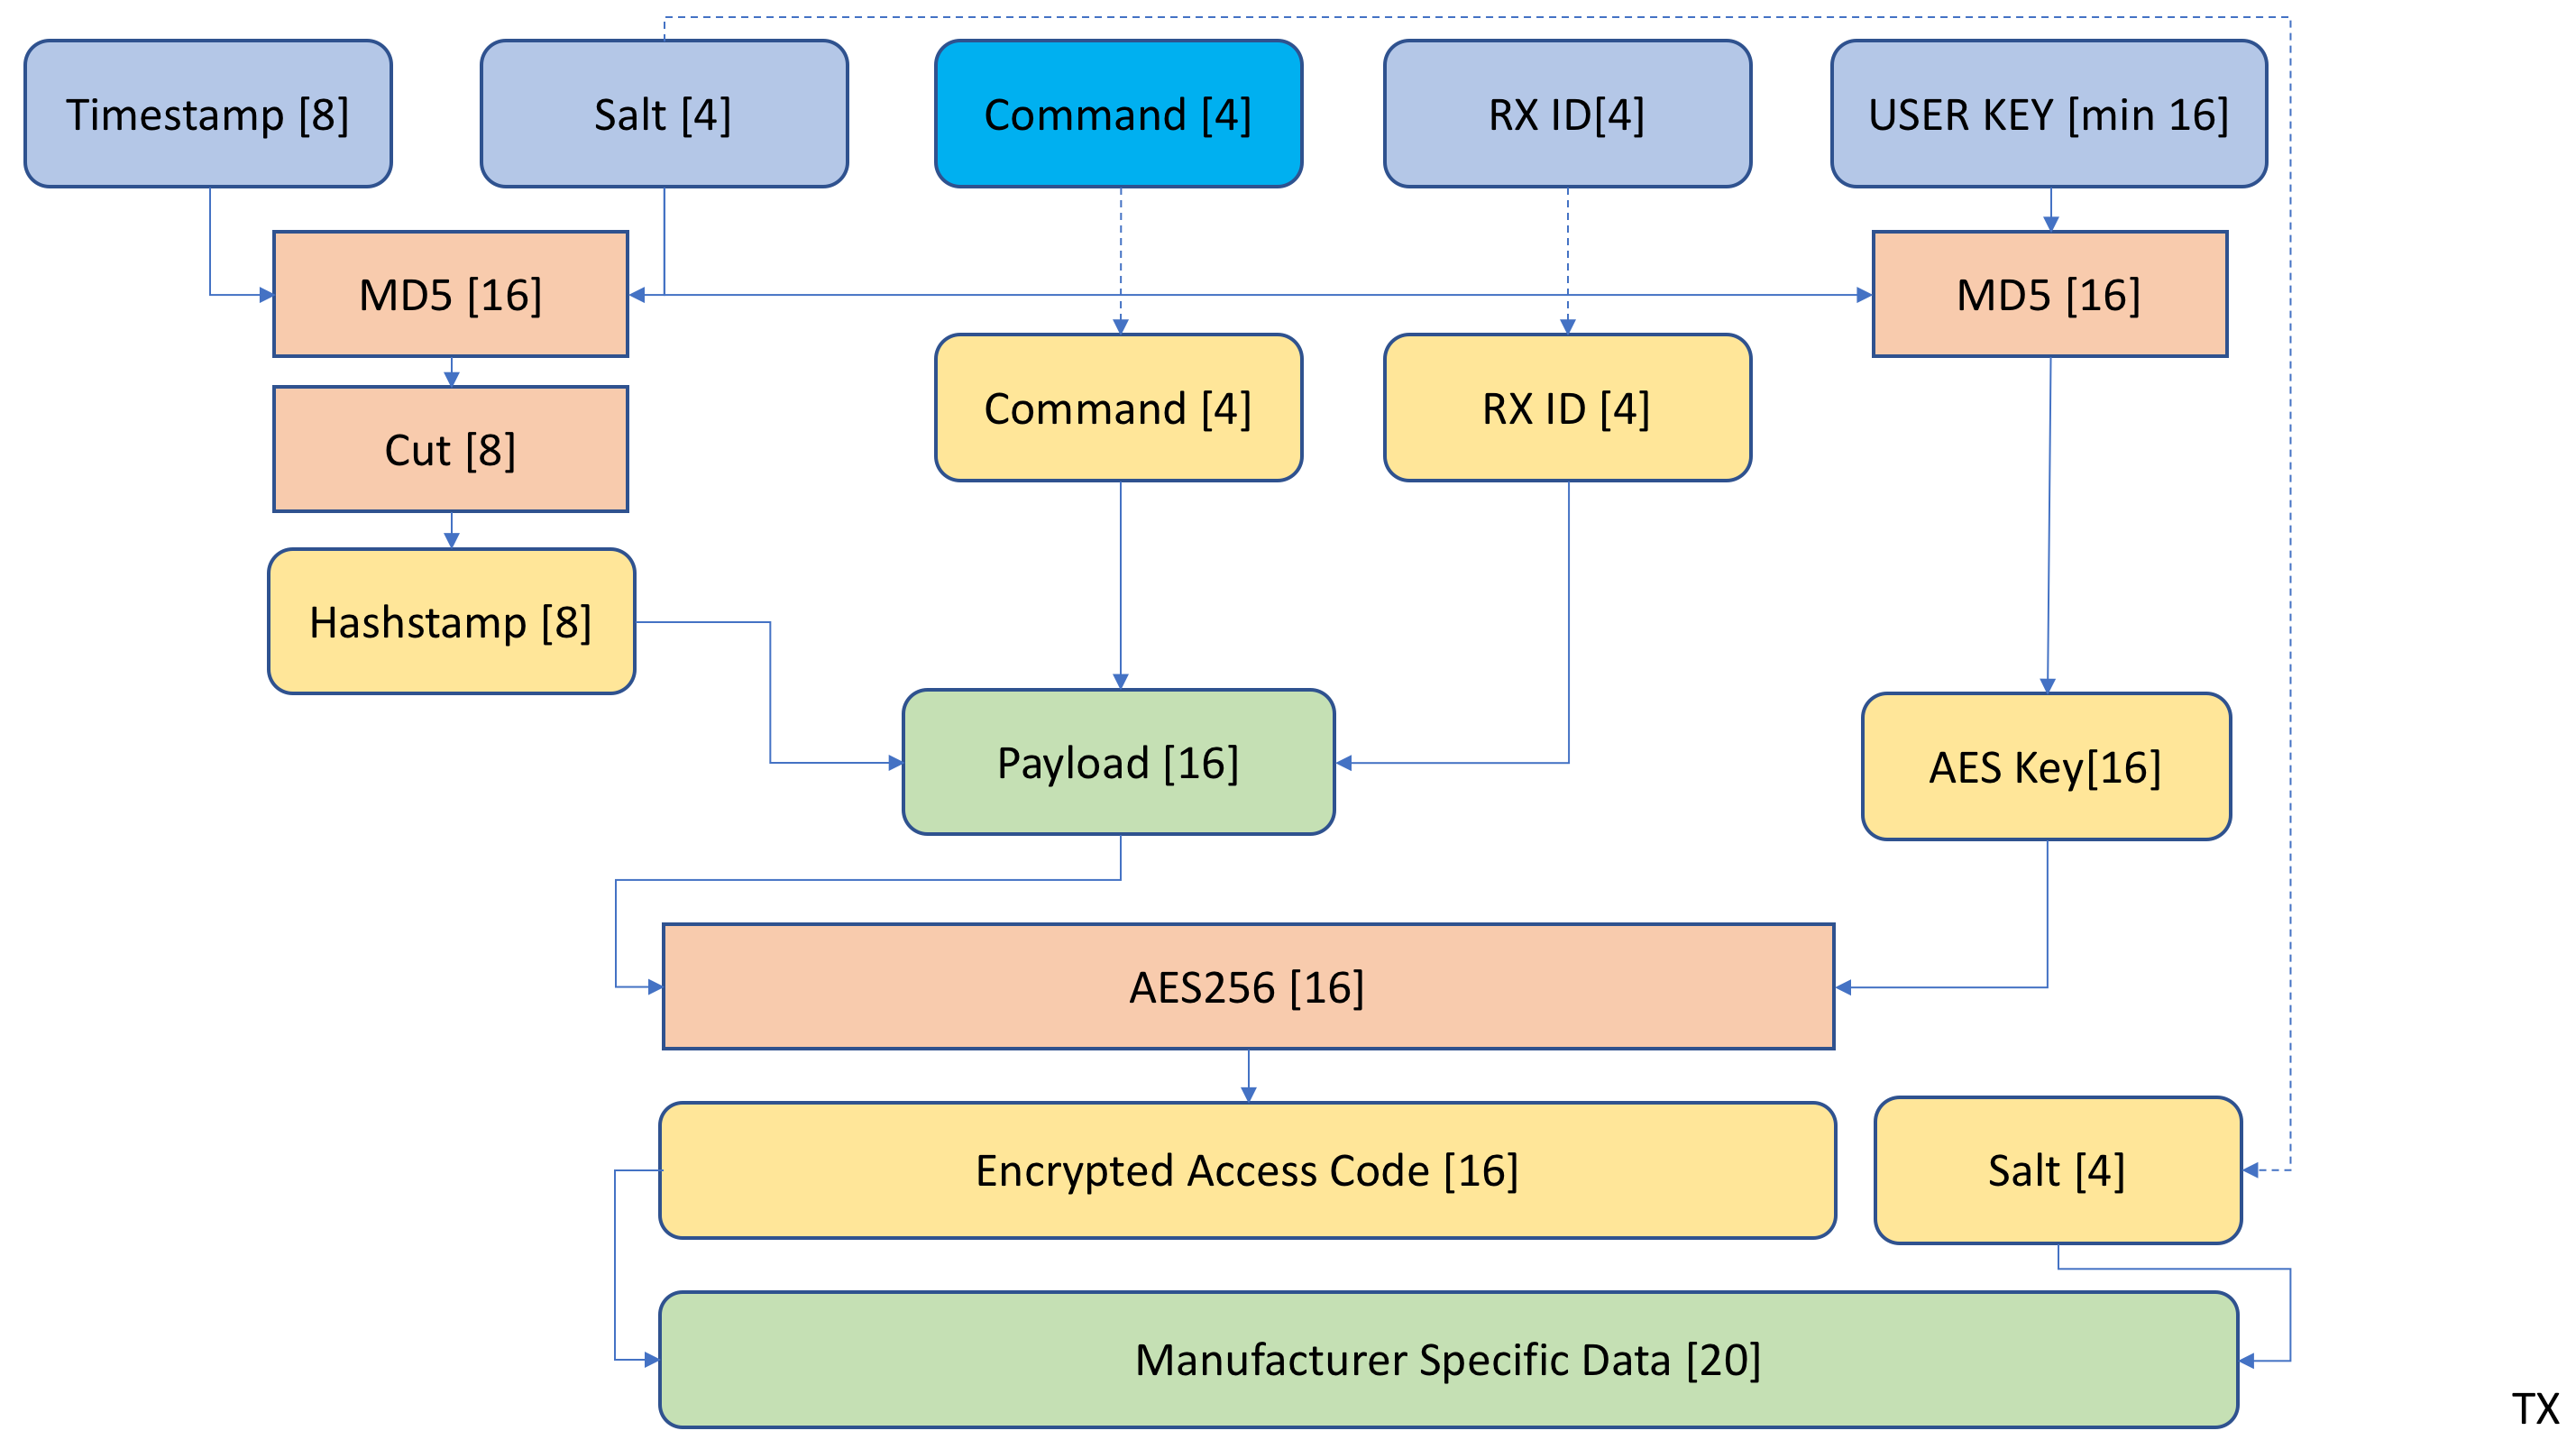 Timestamp [8]
Salt [4]
Command [4]
RX ID[4]
USER KEY [min 16]
MD5 [16]
MD5 [16]
Cut [8]
Command [4]
RX ID [4]
Hashstamp [8]
Payload [16]
AES Key[16]
AES256 [16]
Encrypted Access Code [16]
Salt [4]
Manufacturer Specific Data [20]
TX